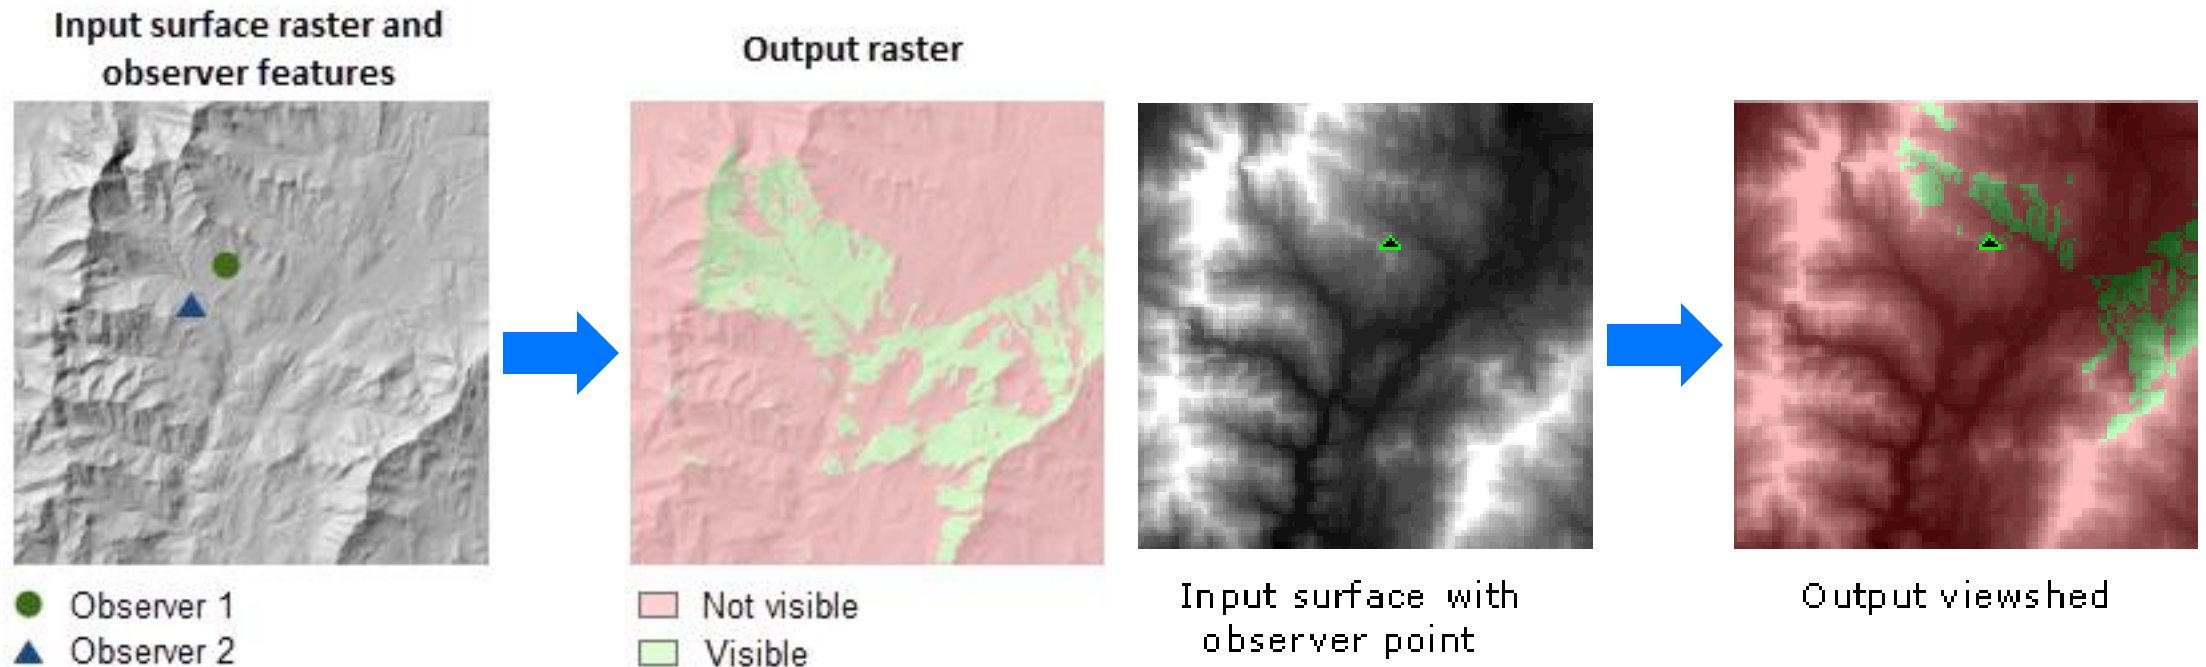 Input surface raster and
observer features
Output raster
Observer 1
Observer 2
Not visible
Visible
Input surface with
observer point
Output viewshed